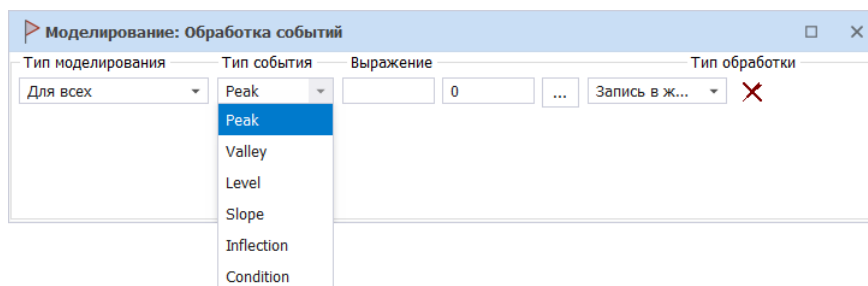 Моделирование: Обработка событий
Тип моделирования Тип события Выражение Тип обработки
Для всех Peak 0 ... Запись в ж...
Peak
Valley
Level
Slope
Inflection
Condition